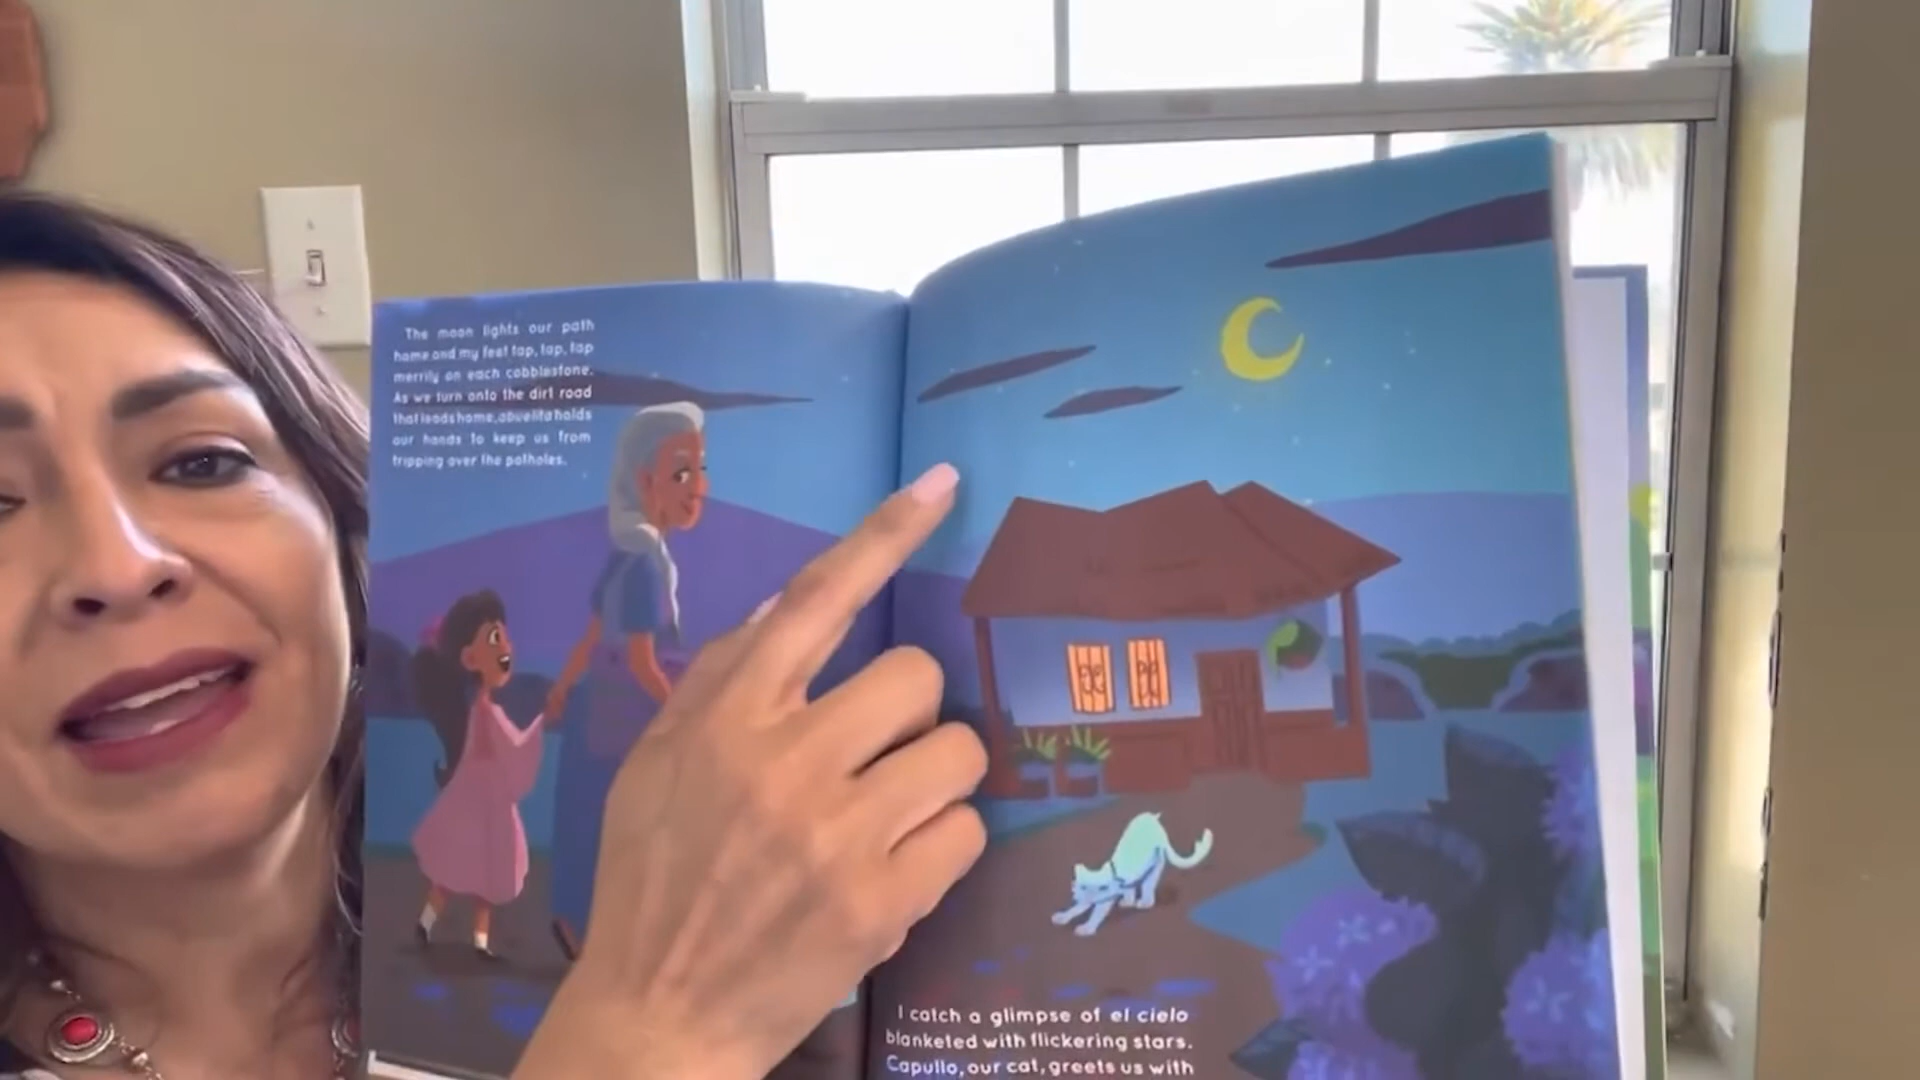 The moon lights our path
home and my feet tap, tap, tap
merrily on each cobblestone.
As we turn onto the dirt road
that leads home, abuelita holds
our hands to keep us from
tripping over the potholes.
I catch a glimpse of el cielo
blanketed with flickering stars.
Capullo, our cat, greets us with